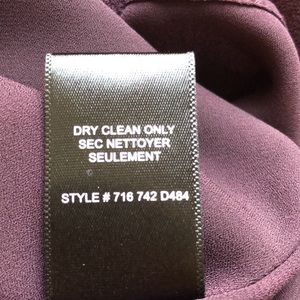 DRY CLEAN ONLY
SEC NETTOYER
SEULEMENT
STYLE # 716 742 D484